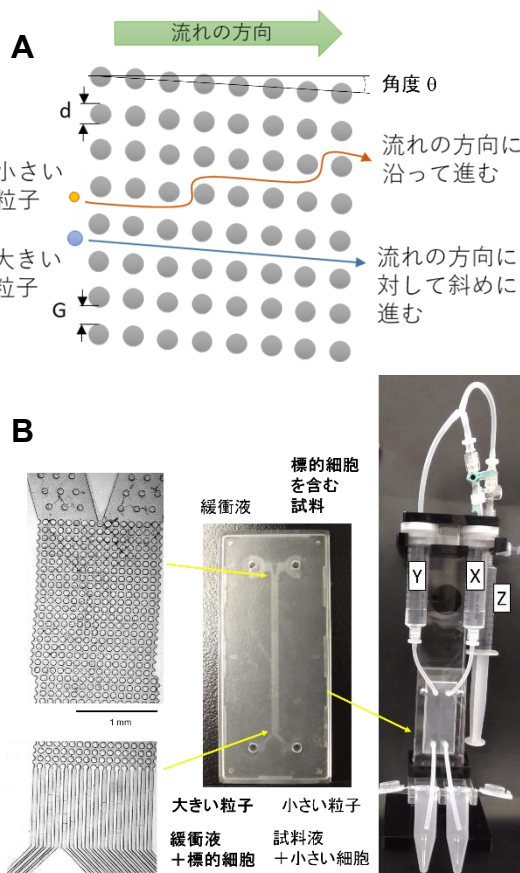 A
流れの方向
角度 θ
d
小さい
粒子
流れの方向に
沿って進む
大きい
粒子
流れの方向に
対して斜めに
進む
G
B
緩衝液
標的細胞
を含む
試料
Y
X
Z
1 mm
大きい粒子
小さい粒子
緩衝液
+標的細胞
試料液
+小さい細胞